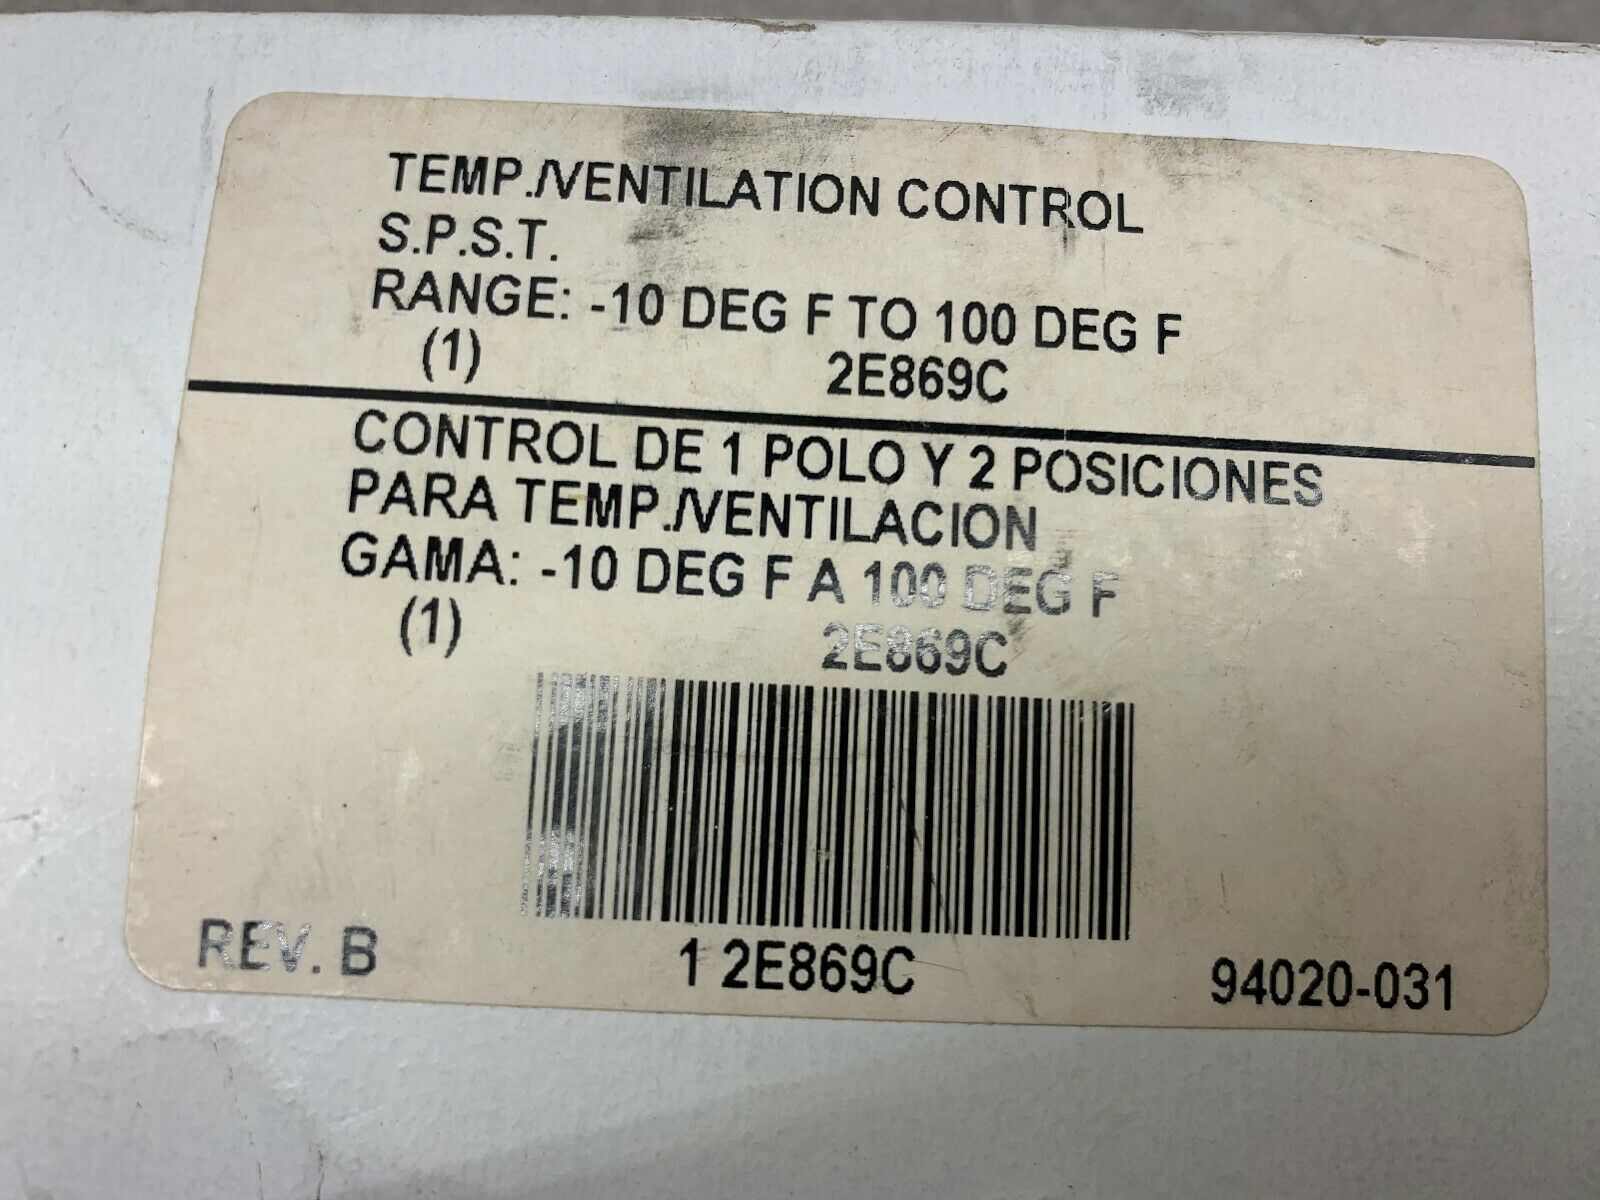 TEMP./VENTILATION CONTROL
S.P.S.T.
RANGE: -10 DEG F TO 100 DEG F
(1) 2E869C
CONTROL DE 1 POLO Y 2 POSICIONES
PARA TEMP./VENTILACION
GAMA: -10 DEG F A 100 DEG F
(1) 2E869C
REV. B 1 2E869C 94020-031